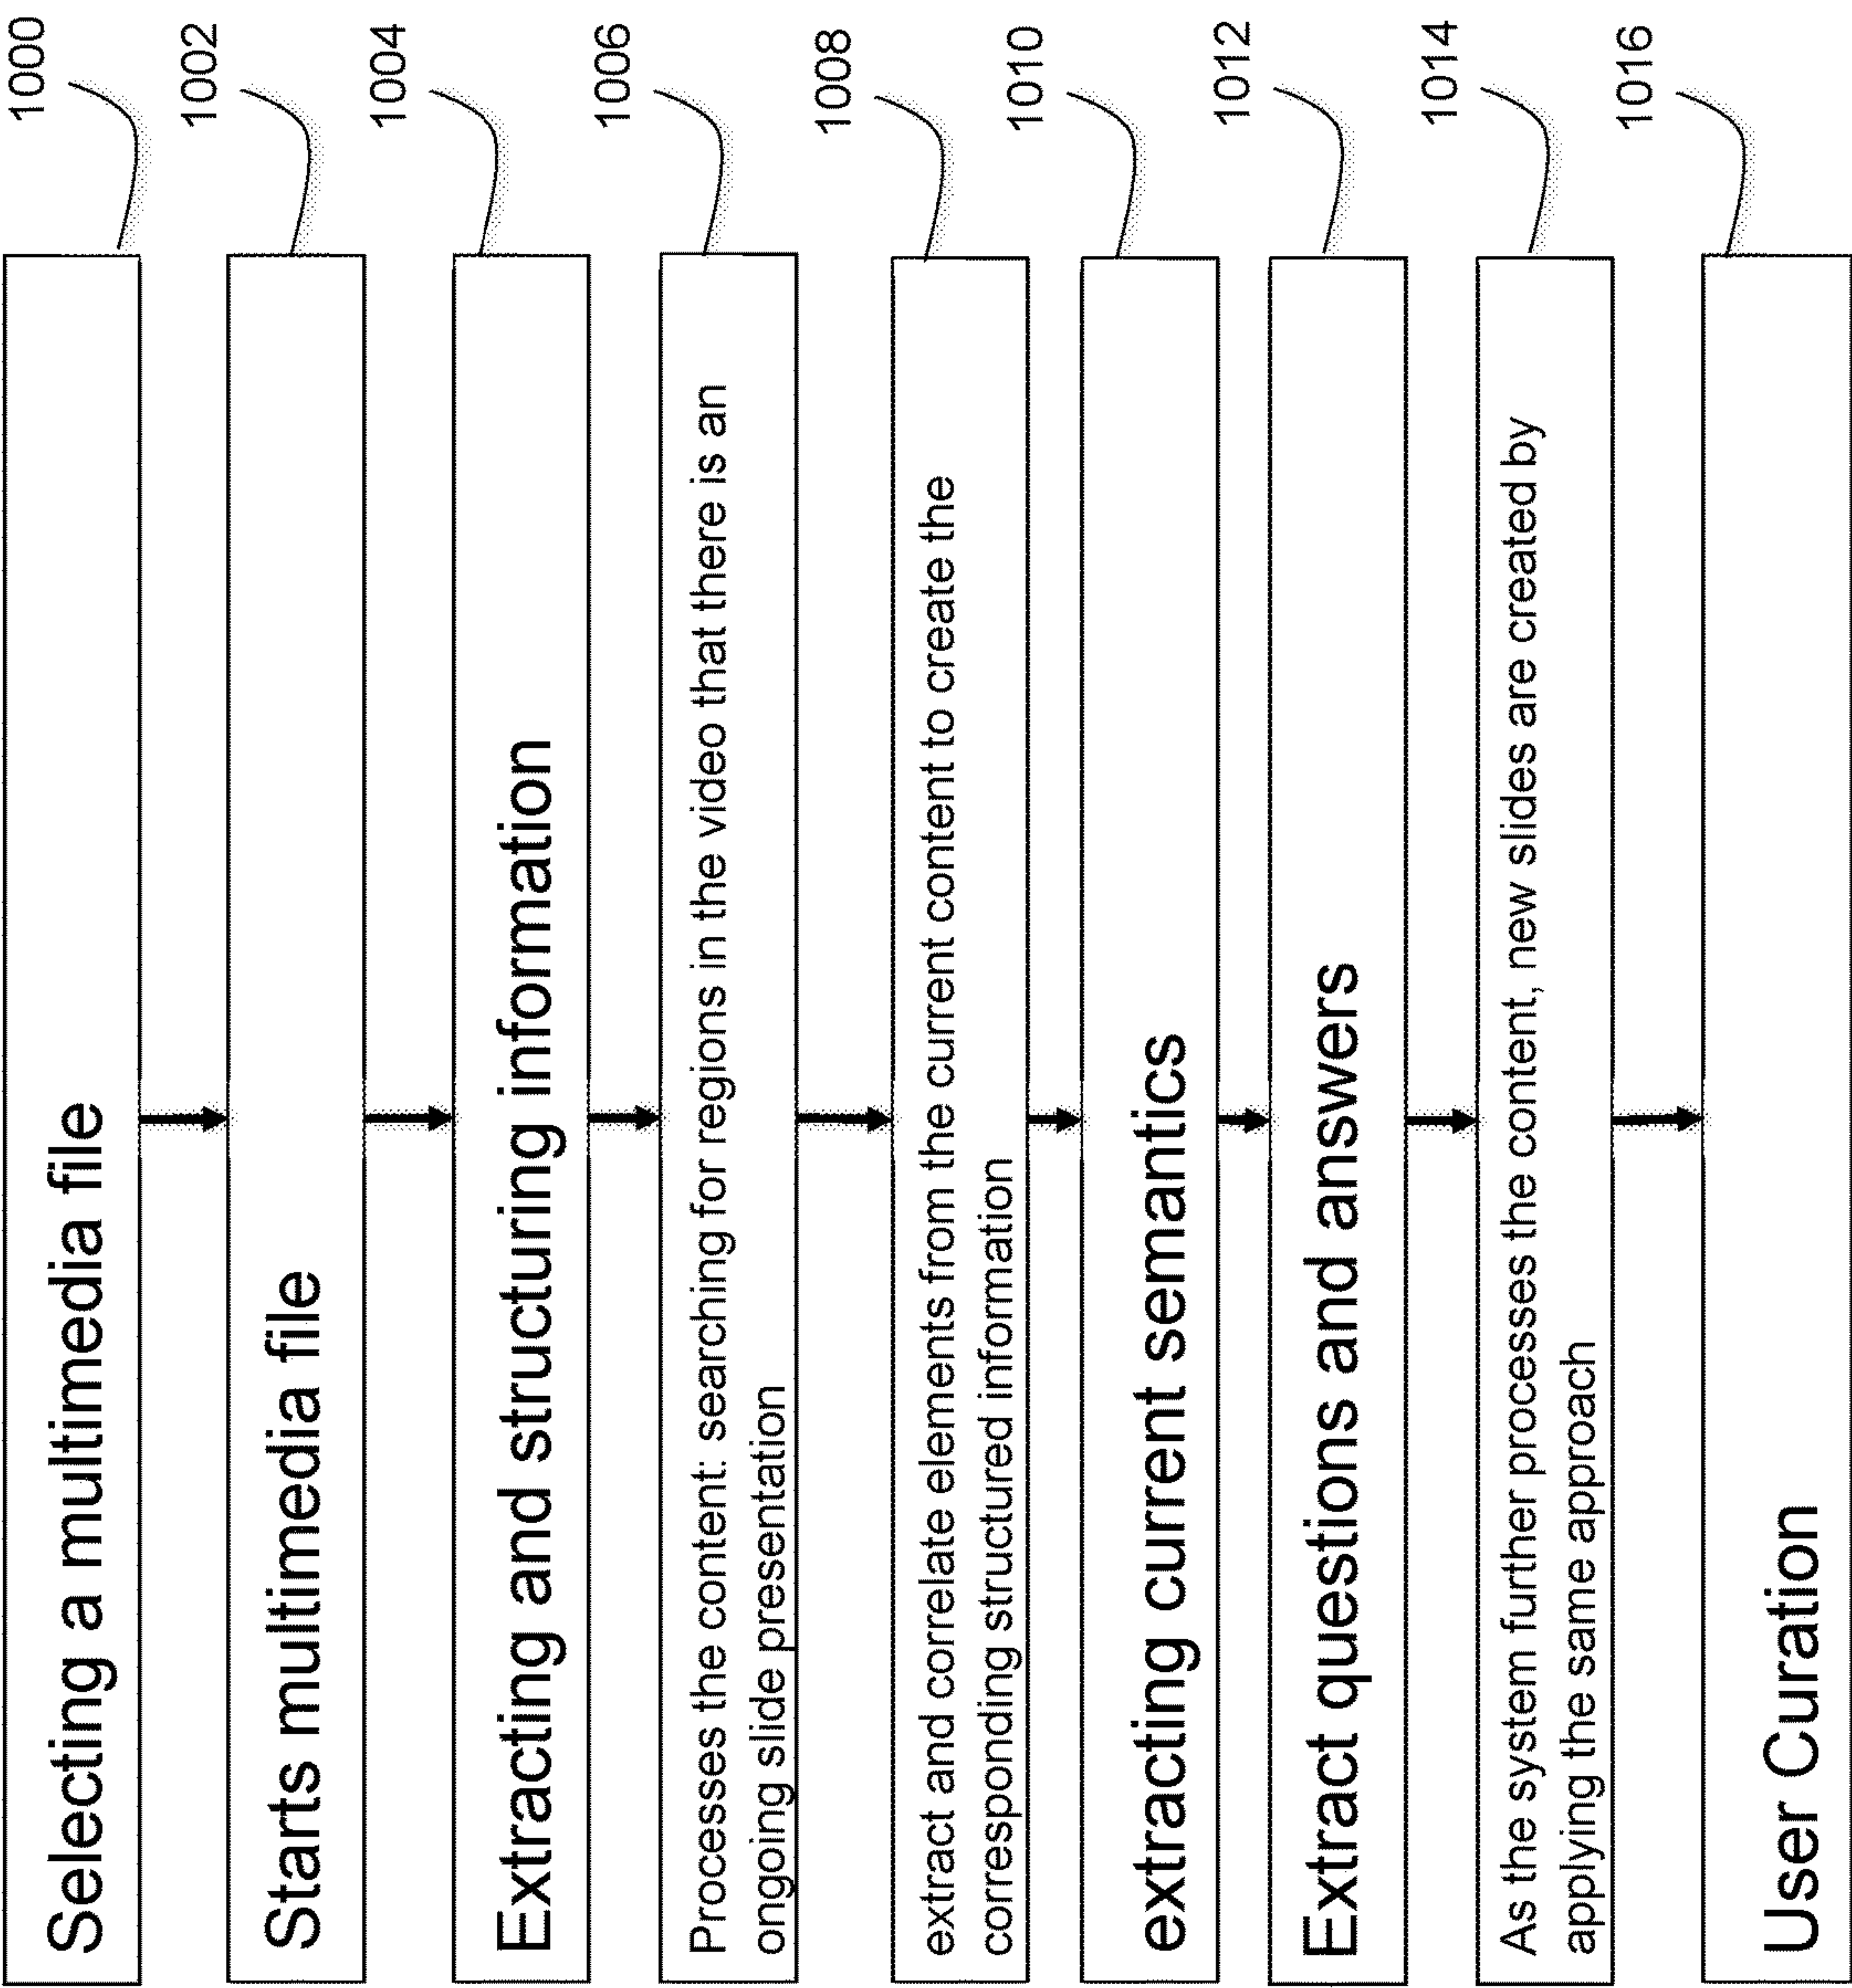 Selecting a multimedia file
1000
Starts multimedia file
1002
Extracting and structuring information
1004
Processes the content: searching for regions in the video that there is an
ongoing slide presentation
1006
extract and correlate elements from the current content to create the
corresponding structured information
1008
extracting current semantics
1010
Extract questions and answers
1012
As the system further processes the content, new slides are created by
applying the same approach
1014
User Curation
1016